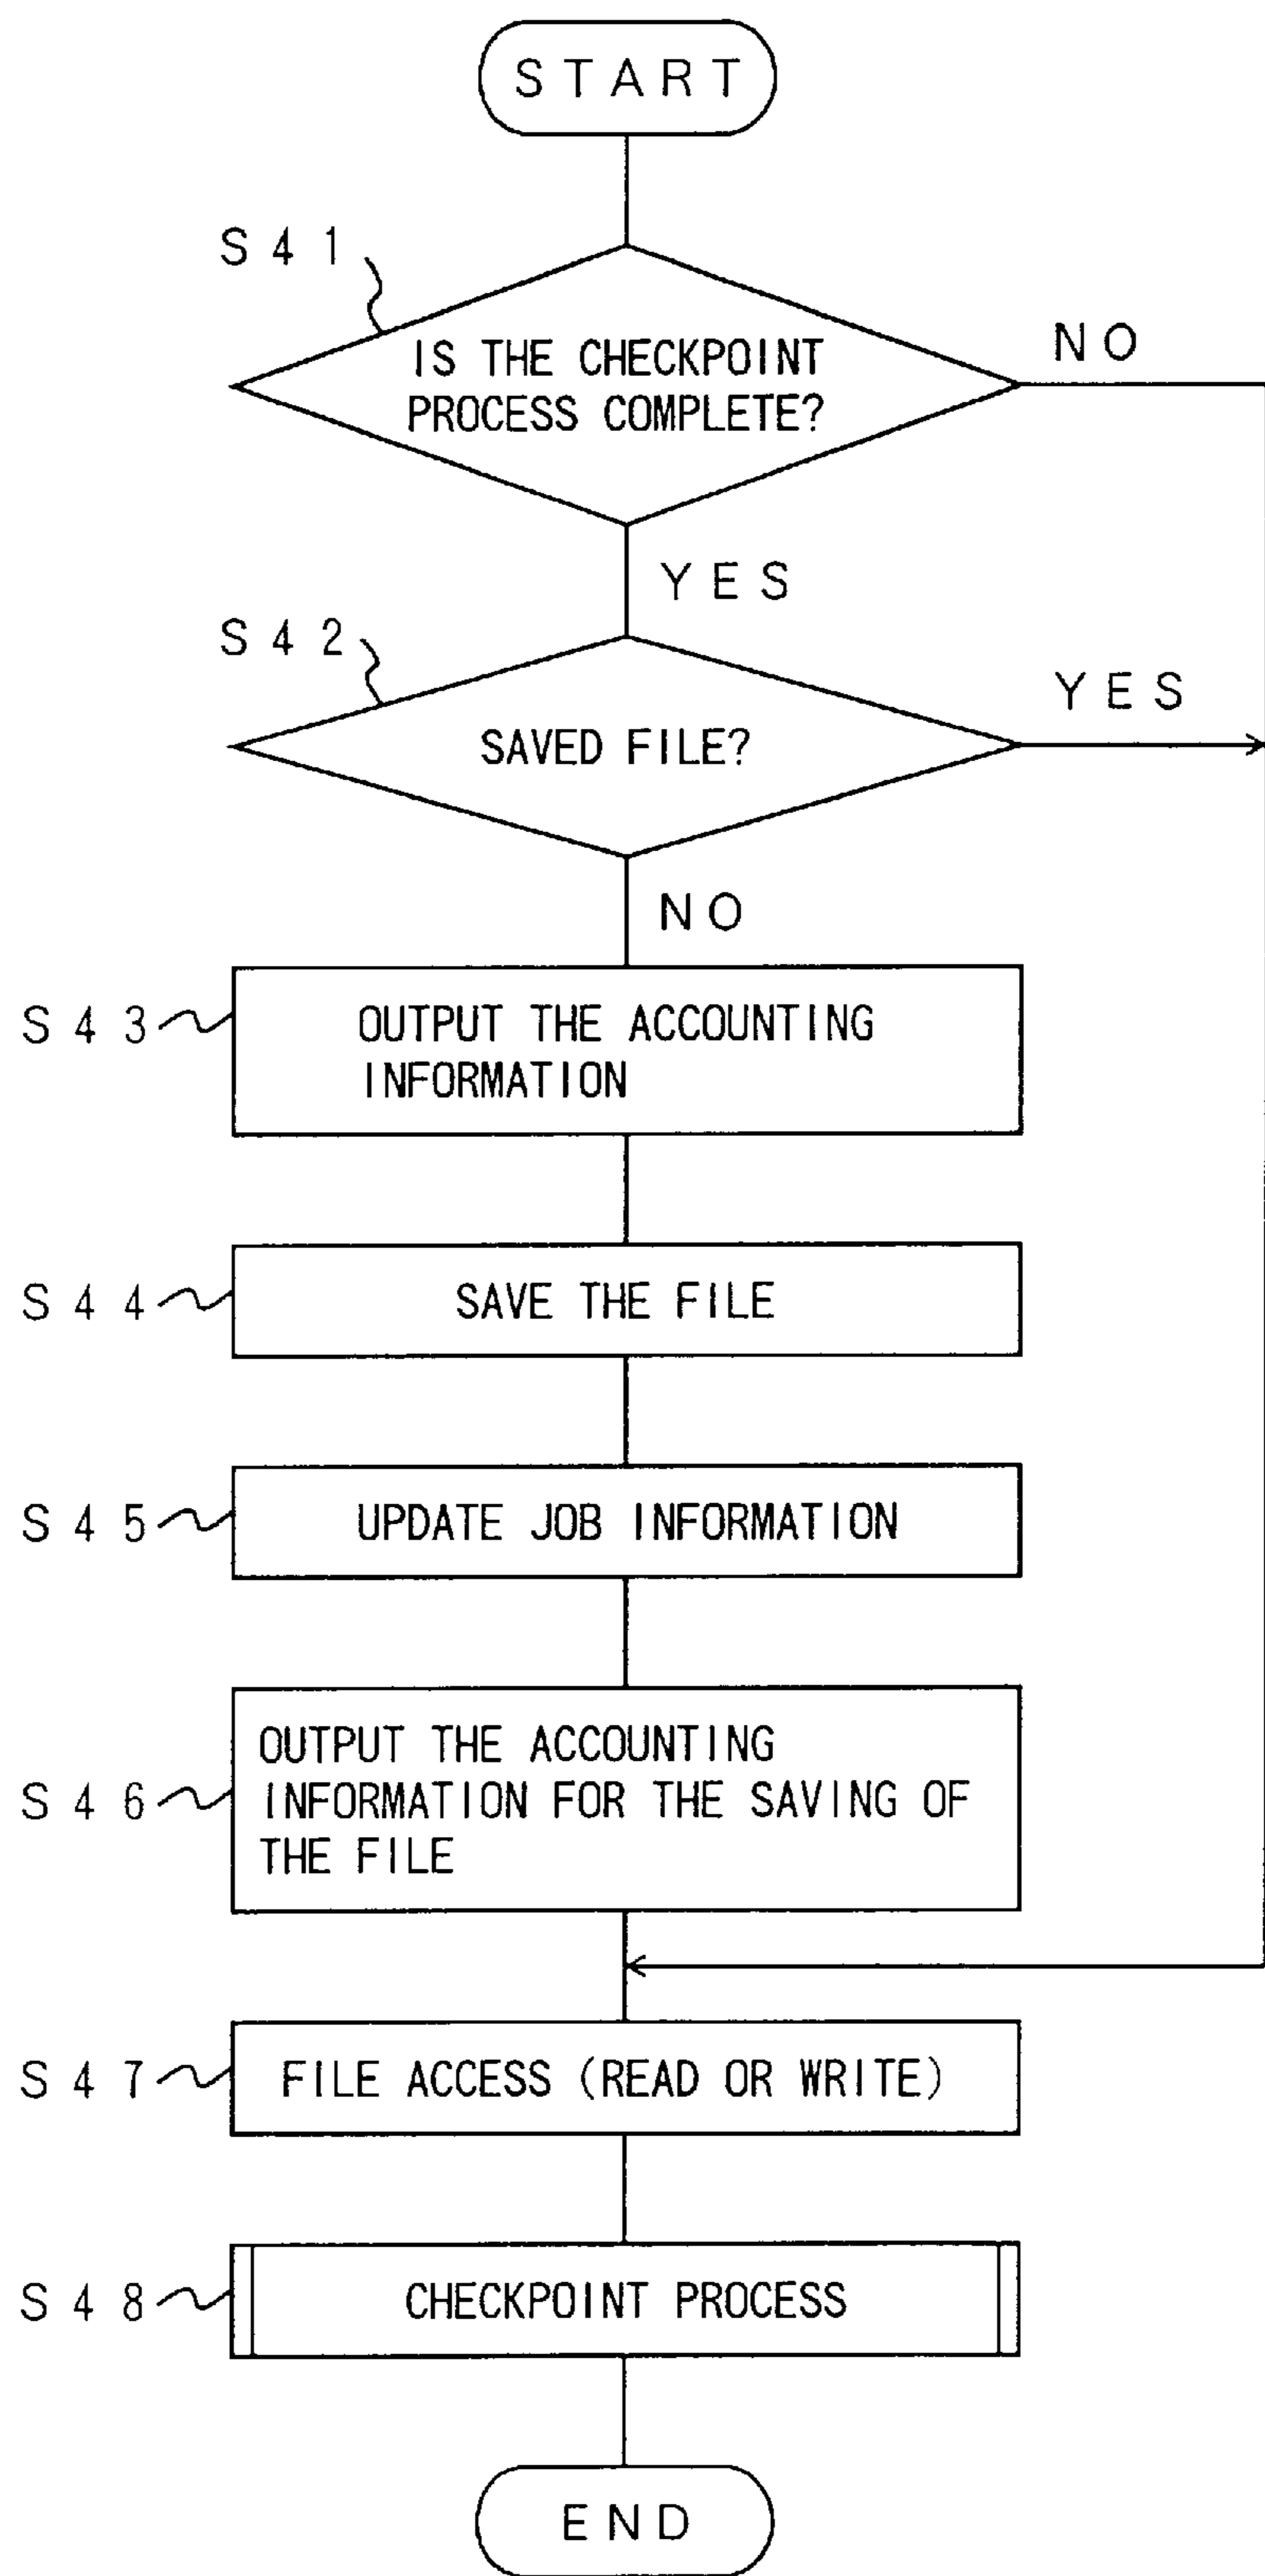 START
S41
IS THE CHECKPOINT
PROCESS COMPLETE?
NO
YES
S42
SAVED FILE?
YES
NO
S43
OUTPUT THE ACCOUNTING
INFORMATION
S44
SAVE THE FILE
S45
UPDATE JOB INFORMATION
S46
OUTPUT THE ACCOUNTING
INFORMATION FOR THE SAVING OF
THE FILE
S47
FILE ACCESS (READ OR WRITE)
S48
CHECKPOINT PROCESS
END